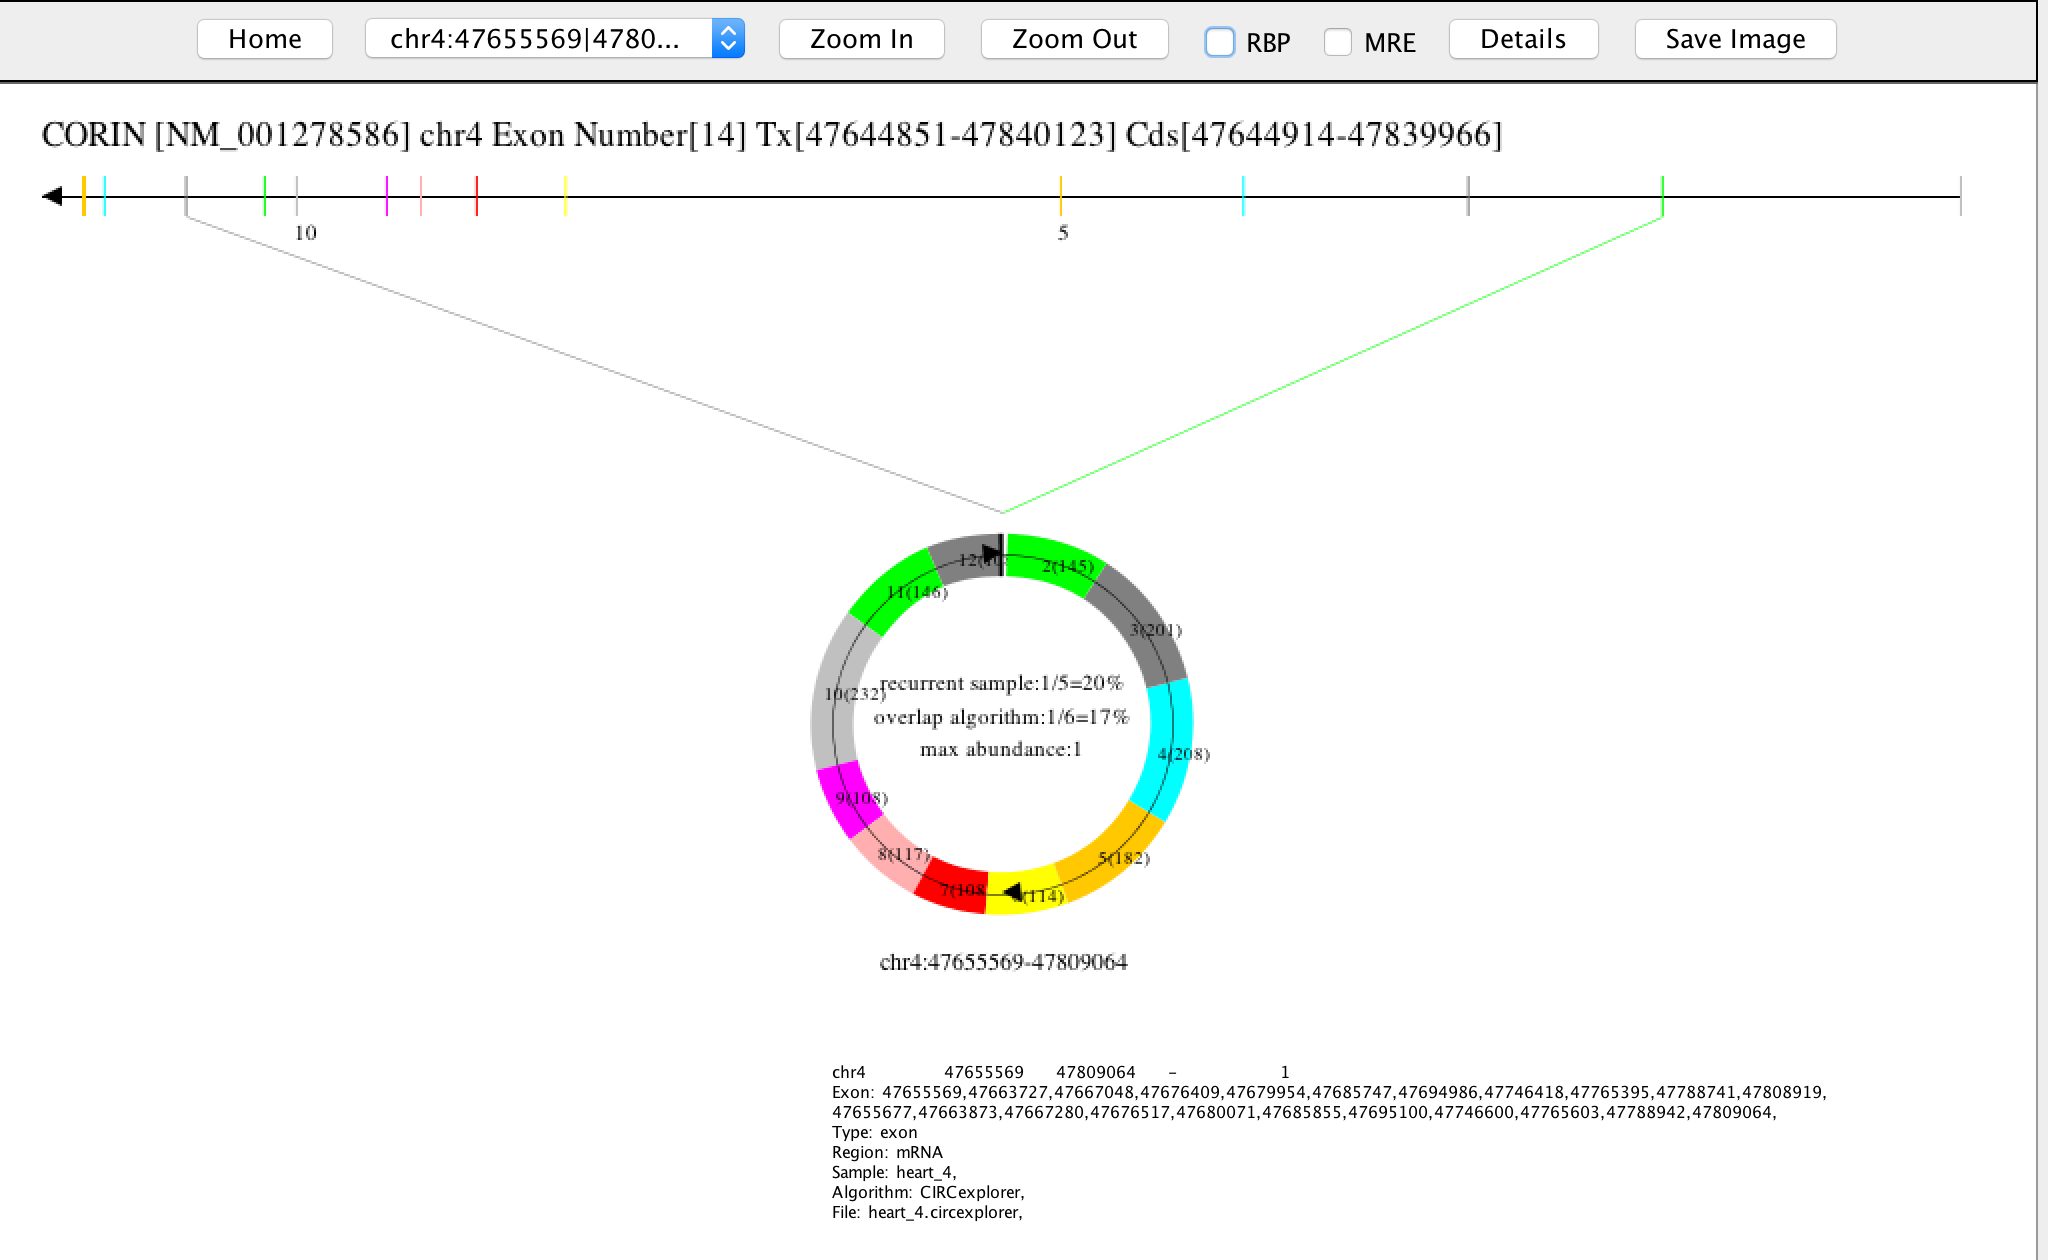 Home chr4:47655569|4780... Zoom In Zoom Out RBP MRE Details Save Image
CORIN [NM_001278586] chr4 Exon Number[14] Tx[47644851-47840123] Cds[47644914-47839966]
10 5
2(145)
3(201)
4(208)
5(182)
(114)
7(108
8(117)
9(108)
10(232)
11(146)
12(
recurrent sample:1/5=20%
overlap algorithm:1/6=17%
max abundance:1
chr4:47655569-47809064
chr4 47655569 47809064 - 1
Exon: 47655569,47663727,47667048,47676409,47679954,47685747,47694986,47746418,47765395,47788741,47808919,
47655677,47663873,47667280,47676517,47680071,47685855,47695100,47746600,47765603,47788942,47809064,
Type: exon
Region: mRNA
Sample: heart_4,
Algorithm: CIRCexplorer,
File: heart_4.circexplorer,